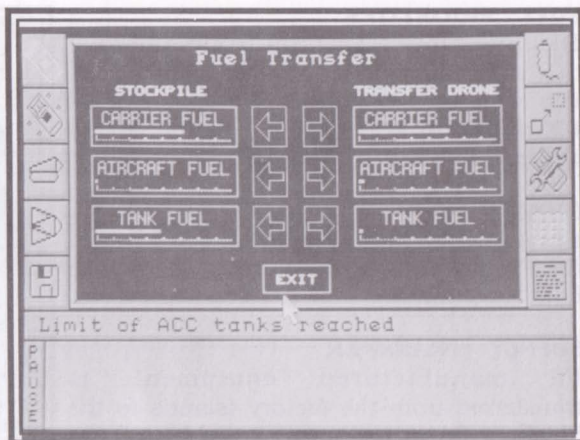 Fuel Transfer
STOCKPILE TRANSFER DRONE
CARRIER FUEL CARRIER FUEL
AIRCRAFT FUEL AIRCRAFT FUEL
TANK FUEL TANK FUEL
EXIT
Limit of ACC tanks reached
PAUSE